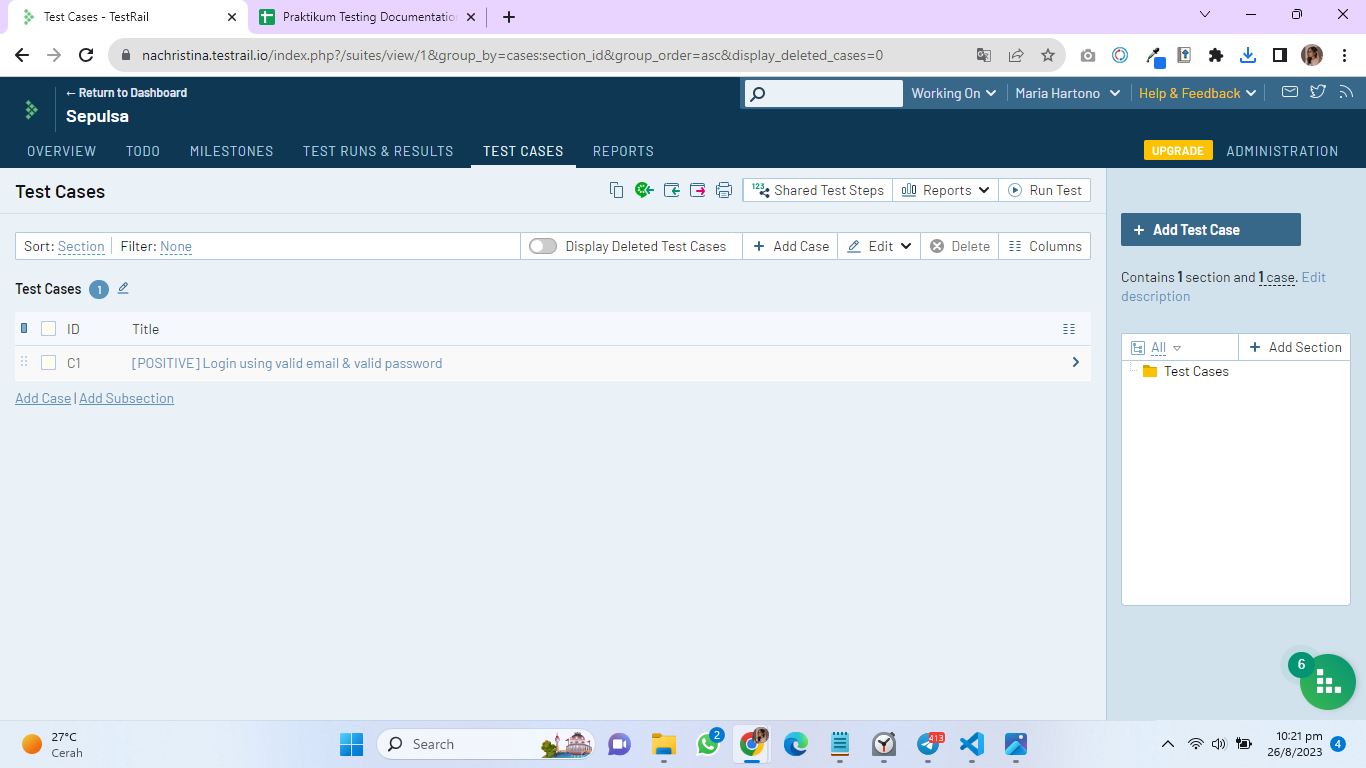 Test Cases - TestRail
Praktikum Testing Documentation
nachristina.testrail.io/index.php?/suites/view/1&group_by=cases:section_id&group_order=asc&display_deleted_cases=0
← Return to Dashboard
Sepulsa
Working On
Maria Hartono
Help & Feedback
OVERVIEW
TODO
MILESTONES
TEST RUNS & RESULTS
TEST CASES
REPORTS
UPGRADE
ADMINISTRATION
Test Cases
123
Shared Test Steps
Reports
Run Test
Sort: Section
Filter: None
Display Deleted Test Cases
+ Add Case
Edit
Delete
Columns
+ Add Test Case
Contains 1 section and 1 case. Edit
description
Test Cases 1
ID
Title
C1
[POSITIVE] Login using valid email & valid password
Add Case | Add Subsection
All
+ Add Section
Test Cases
6
27°C
Cerah
Search
2
413
10:21 pm
26/8/2023
4